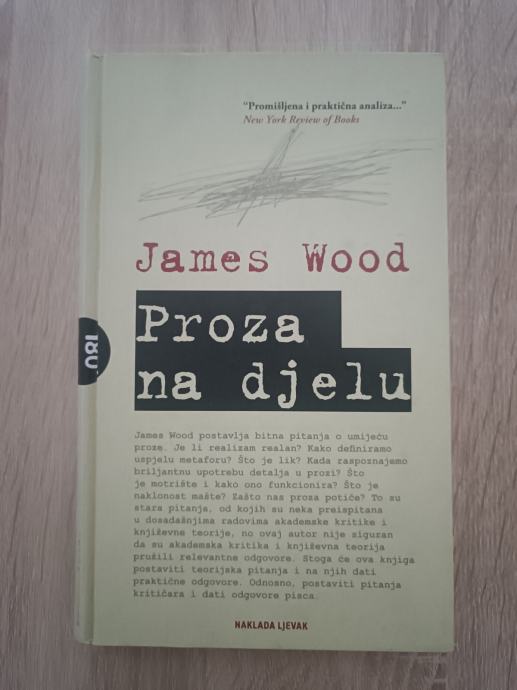 “Promišljena i praktična analiza...”
New York Review of Books
James Wood
Proza
na djelu
180°
James Wood postavlja bitna pitanja o umijeću
proze. Je li realizam realan? Kako definiramo
uspjelu metaforu? Što je lik? Kada raspoznajemo
briljantnu upotrebu detalja u prozi? Što
je motrište i kako ono funkcionira? Što je
naklonost mašte? Zašto nas proza potiče? To su
stara pitanja, od kojih su neka preispitana
u dosadašnjim radovima akademske kritike i
književne teorije, no ovaj autor nije siguran
da su akademska kritika i književna teorija
pružili relevantne odgovore. Stoga će ova knjiga
postaviti teorijska pitanja i na njih dati
praktične odgovore. Odnosno, postaviti pitanja
kritičara i dati odgovore pisca.
NAKLADA LJEVAK